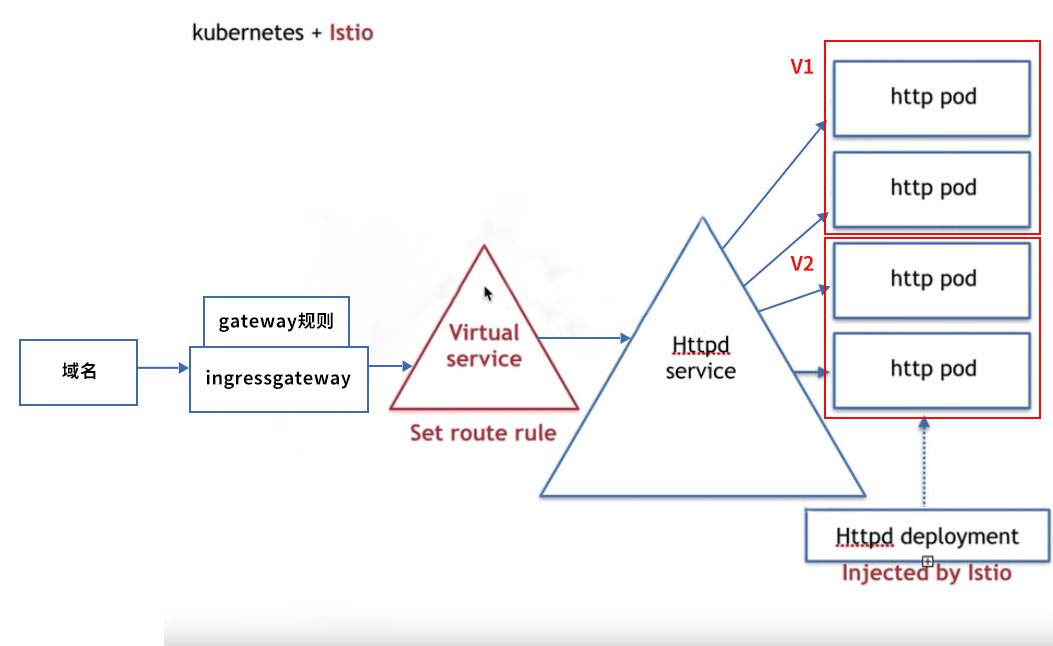 kubernetes + Istio
V1
http pod
http pod
V2
http pod
http pod
域名
gateway规则
ingressgateway
Virtual
service
Set route rule
Httpd
service
Httpd deployment
Injected by Istio